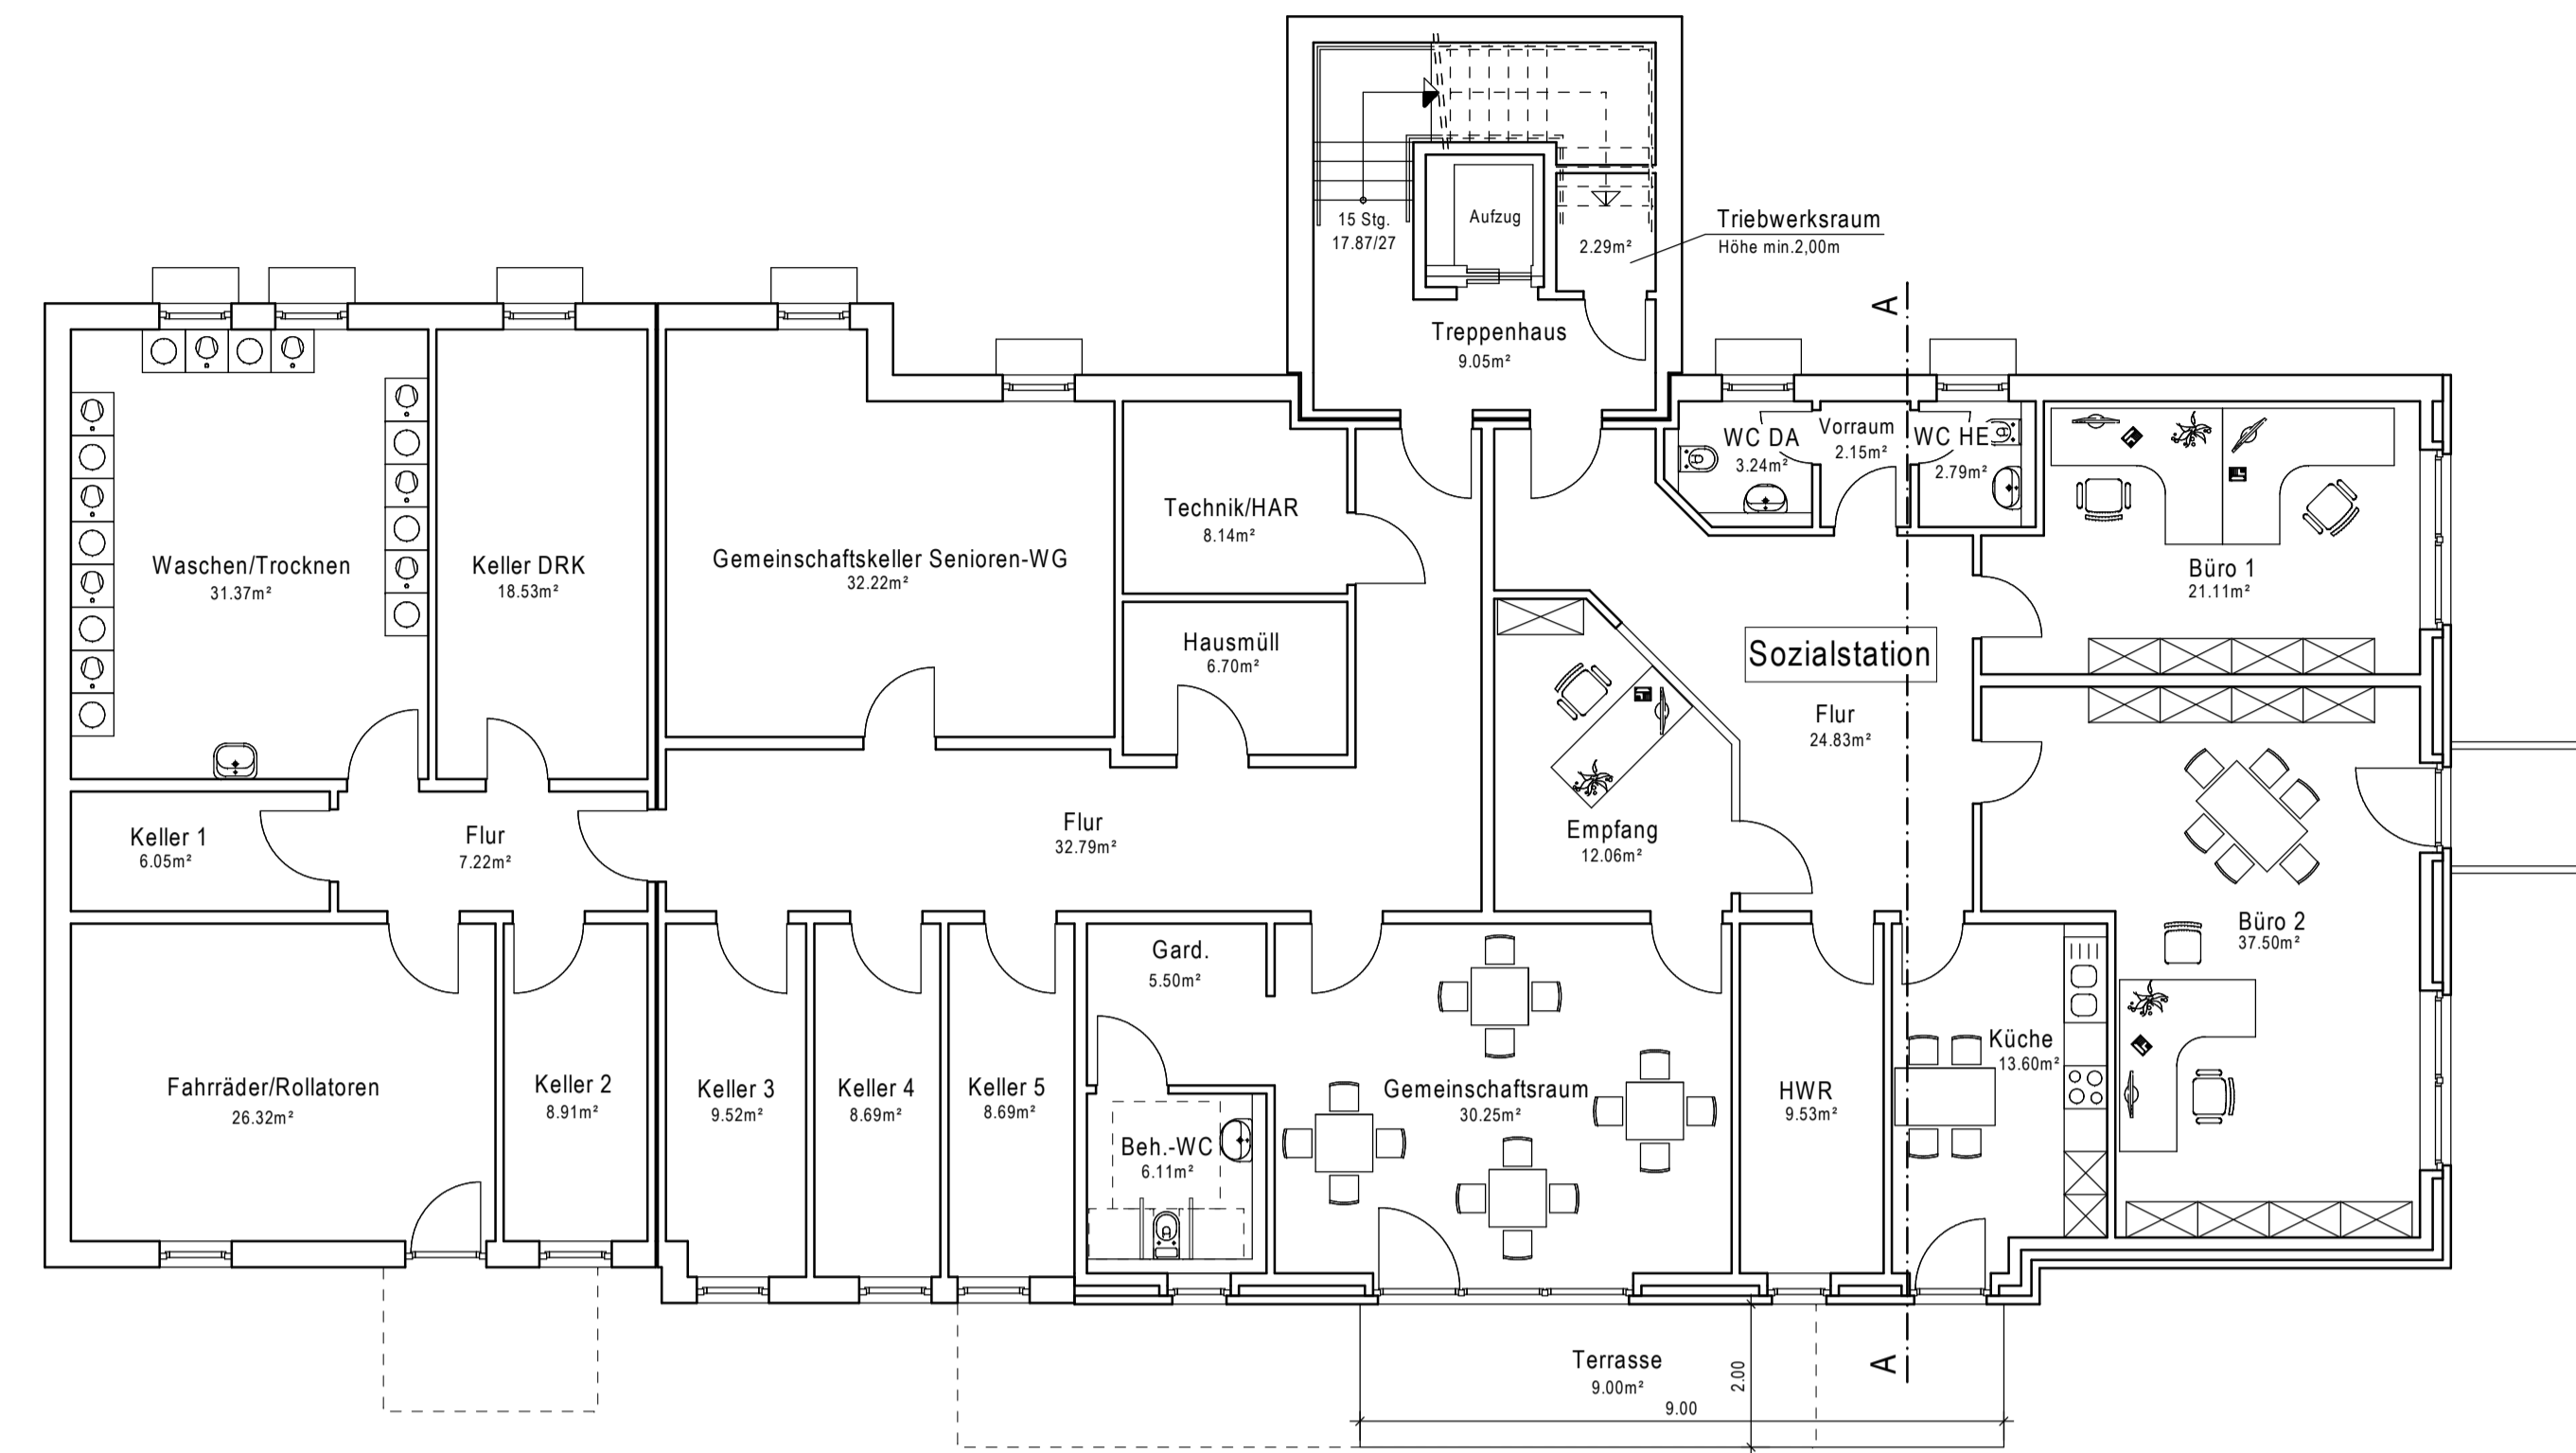 15 Stg.
17.87/27
Aufzug
2.29m²
Triebwerksraum
Höhe min.2,00m
Treppenhaus
9.05m²
A
WC DA
3.24m²
Vorraum
2.15m²
WC HE
2.79m²
Waschen/Trocknen
31.37m²
Keller DRK
18.53m²
Gemeinschaftskeller Senioren-WG
32.22m²
Technik/HAR
8.14m²
Hausmüll
6.70m²
Büro 1
21.11m²
Sozialstation
Flur
24.83m²
Keller 1
6.05m²
Flur
7.22m²
Flur
32.79m²
Empfang
12.06m²
Büro 2
37.50m²
Gard.
5.50m²
Fahrräder/Rollatoren
26.32m²
Keller 2
8.91m²
Keller 3
9.52m²
Keller 4
8.69m²
Keller 5
8.69m²
Beh.-WC
6.11m²
Gemeinschaftsraum
30.25m²
HWR
9.53m²
Küche
13.60m²
Terrasse
9.00m²
2.00
9.00
A